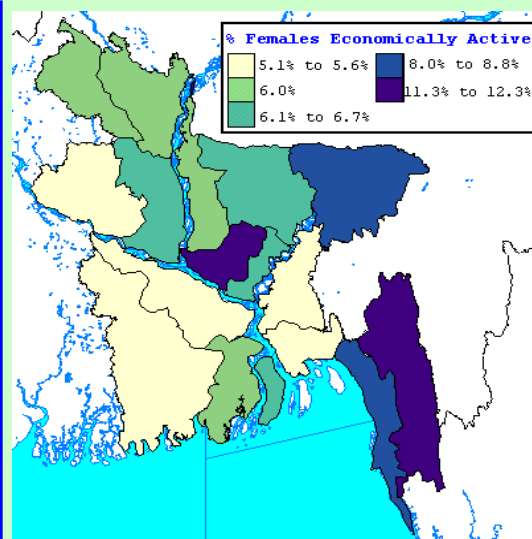 % Females Economically Active
5.1% to 5.6%
8.0% to 8.8%
6.0%
11.3% to 12.3%
6.1% to 6.7%